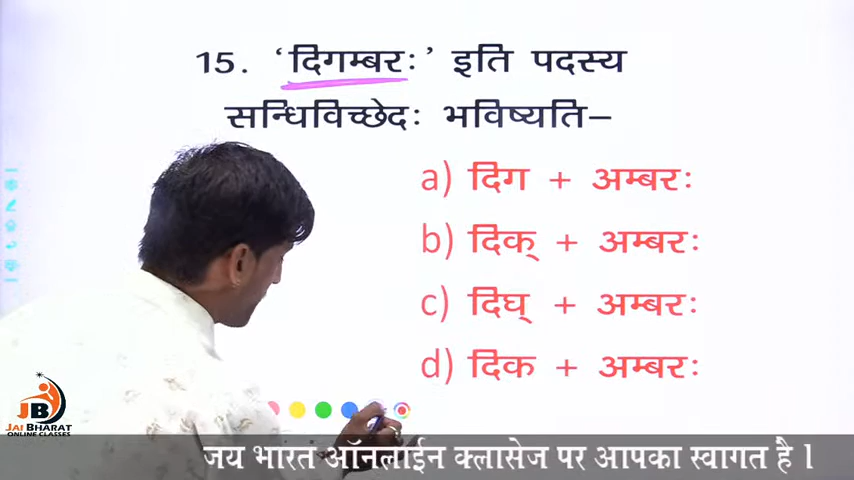 15. ‘दिगम्बरः’ इति पदस्य
सन्धिविच्छेदः भविष्यति–
a) दिग + अम्बरः
b) दिक् + अम्बरः
c) दिघ् + अम्बरः
d) दिक + अम्बरः
JB
JAI BHARAT
ONLINE CLASSES
जय भारत ऑनलाईन क्लासेज पर आपका स्वागत है l